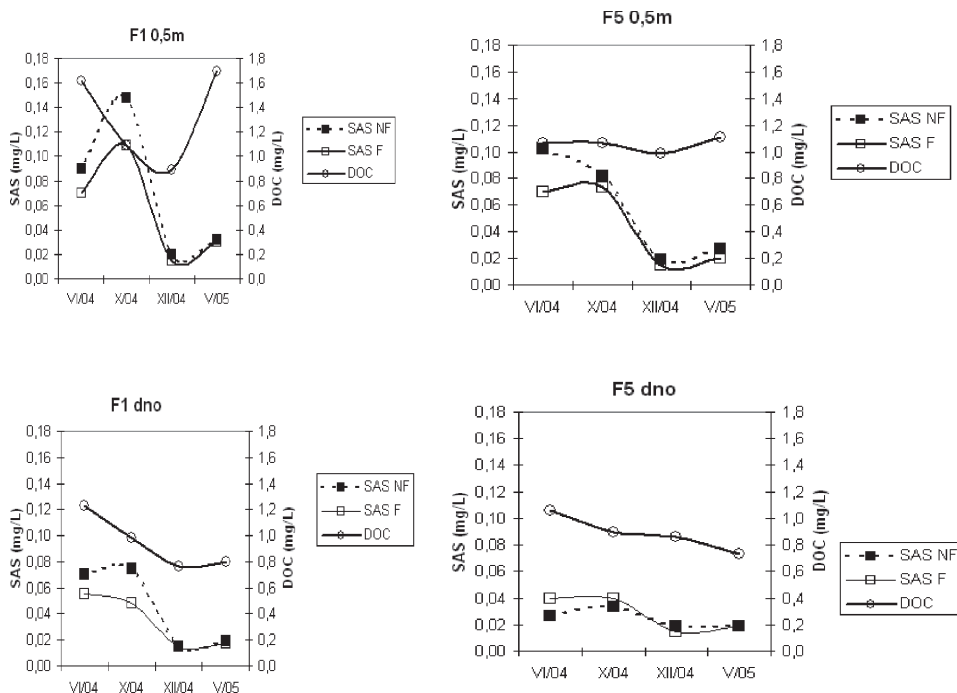 F1 0,5m
0,18
0,16
0,14
0,12
0,10
0,08
0,06
0,04
0,02
0,00
SAS (mg/L)
1,8
1,6
1,4
1,2
1,0
0,8
0,6
0,4
0,2
0,0
DOC (mg/L)
VI/04 X/04 XII/04 V/05
SAS NF
SAS F
DOC
F5 0,5m
0,18
0,16
0,14
0,12
0,10
0,08
0,06
0,04
0,02
0,00
SAS (mg/L)
1,8
1,6
1,4
1,2
1,0
0,8
0,6
0,4
0,2
0,0
DOC (mg/L)
VI/04 X/04 XII/04 V/05
SAS NF
SAS F
DOC
F1 dno
0,18
0,16
0,14
0,12
0,10
0,08
0,06
0,04
0,02
0,00
SAS (mg/L)
1,8
1,6
1,4
1,2
1,0
0,8
0,6
0,4
0,2
0,0
DOC (mg/L)
VI/04 X/04 XII/04 V/05
SAS NF
SAS F
DOC
F5 dno
0,18
0,16
0,14
0,12
0,10
0,08
0,06
0,04
0,02
0,00
SAS (mg/L)
1,8
1,6
1,4
1,2
1,0
0,8
0,6
0,4
0,2
0,0
DOC (mg/L)
VI/04 X/04 XII/04 V/05
SAS NF
SAS F
DOC